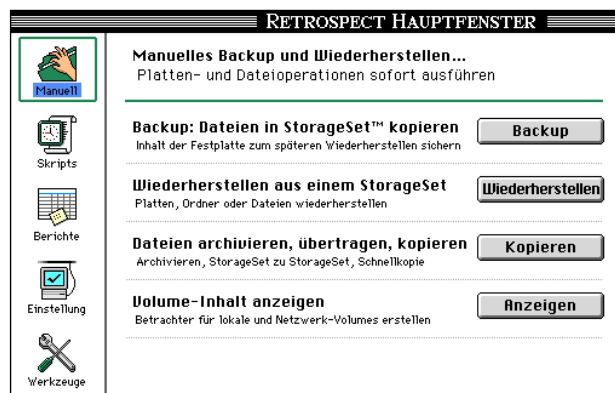 RETROSPECT HAUPTFENSTER
Manuell
Manuelles Backup und Wiederherstellen...
Platten- und Dateioperationen sofort ausführen
Skripts
Backup: Dateien in StorageSet™ kopieren
Inhalt der Festplatte zum späteren Wiederherstellen sichern
Backup
Berichte
Wiederherstellen aus einem StorageSet
Platten, Ordner oder Dateien wiederherstellen
Wiederherstellen
Einstellung
Dateien archivieren, übertragen, kopieren
Archivieren, StorageSet zu StorageSet, Schnellkopie
Kopieren
Werkzeuge
Volume-Inhalt anzeigen
Betrachter für lokale und Netzwerk-Volumes erstellen
Anzeigen